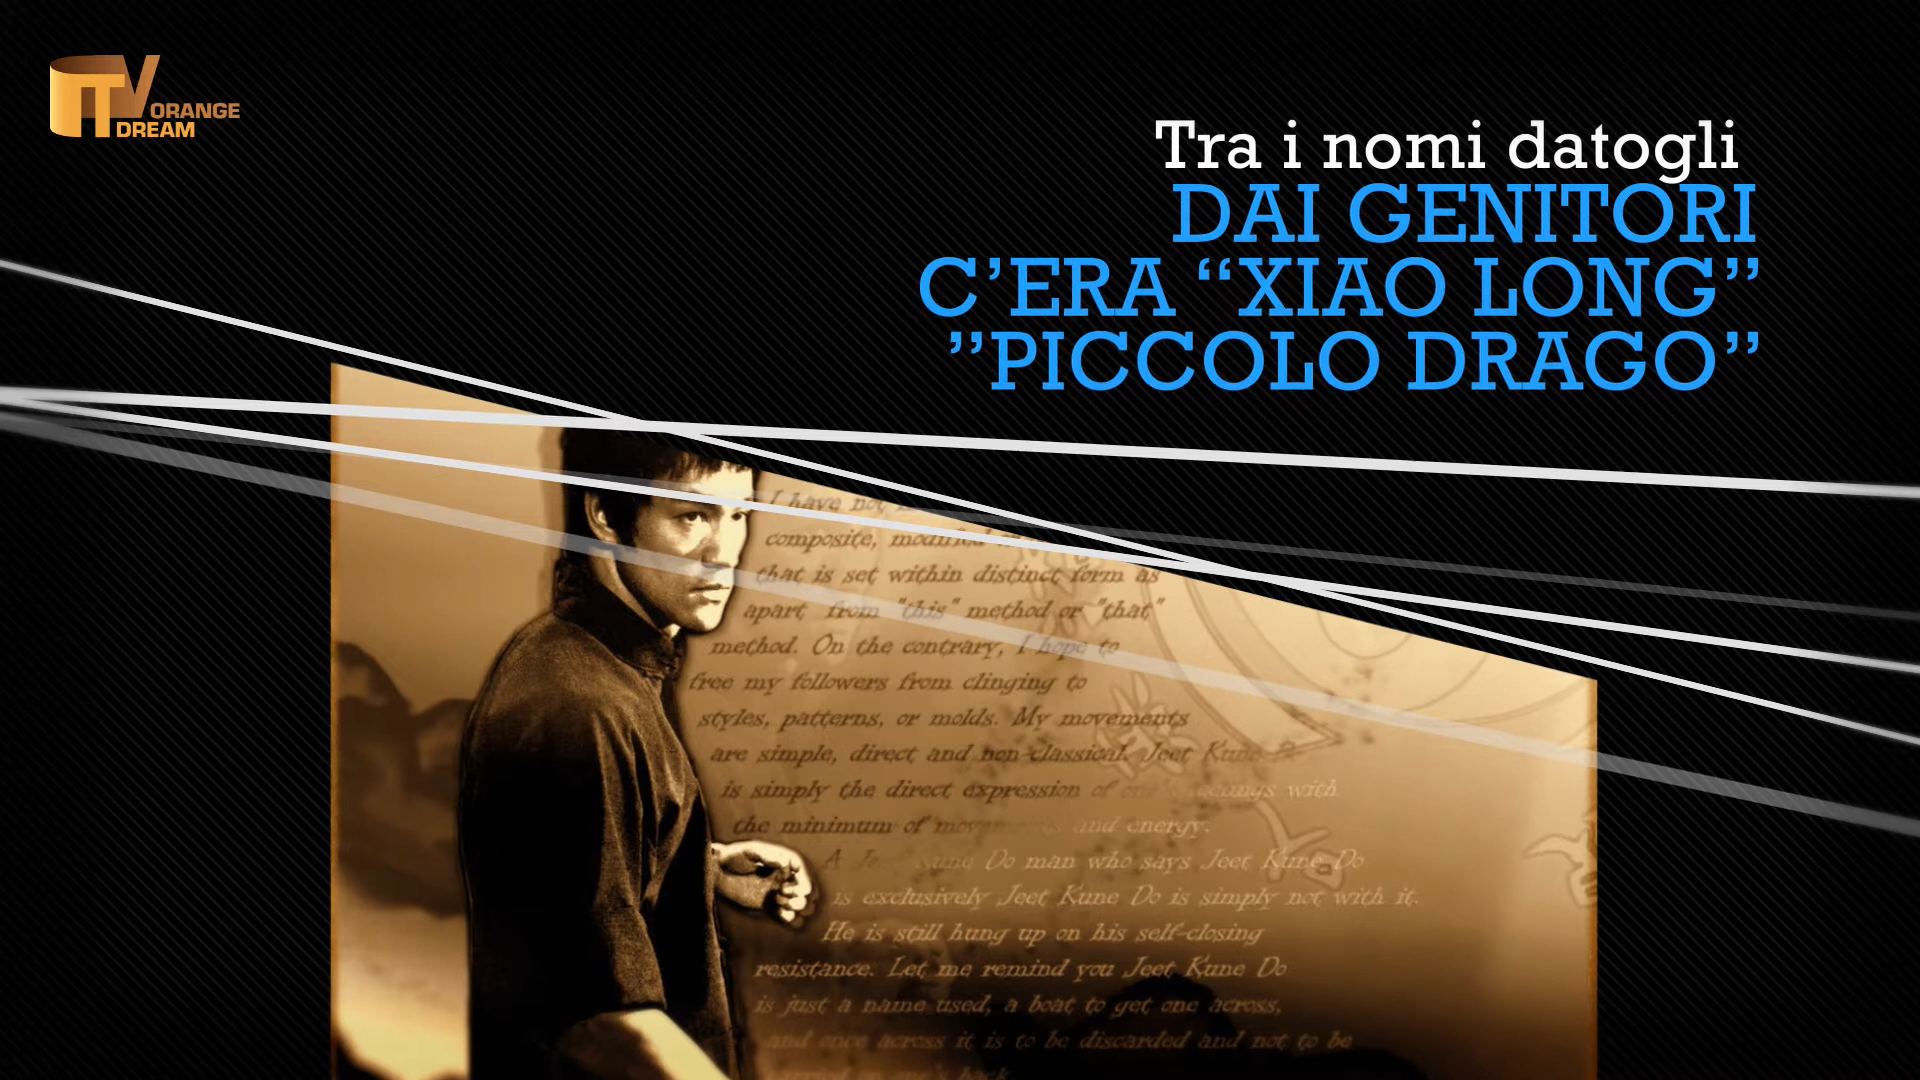 TTV ORANGE
DREAM
Tra i nomi datogli
DAI GENITORI
C’ERA “XIAO LONG”
”PICCOLO DRAGO”
I have not
composite, modified
that is set within distinct form as
apart from "this" method or "that"
method. On the contrary, I hope to
free my followers from clinging to
styles, patterns, or molds. My movements
are simple, direct and non-classical. Jeet Kune
is simply the direct expression of with
the minimum of and energy.
A Kune Do man who says Jeet Kune Do
is exclusively Jeet Kune Do is simply not with it.
He is still hung up on his self-closing
resistance. Let me remind you Jeet Kune Do
is just a name used, a boat to get one across,
and once across it is to be discarded and not to be
back